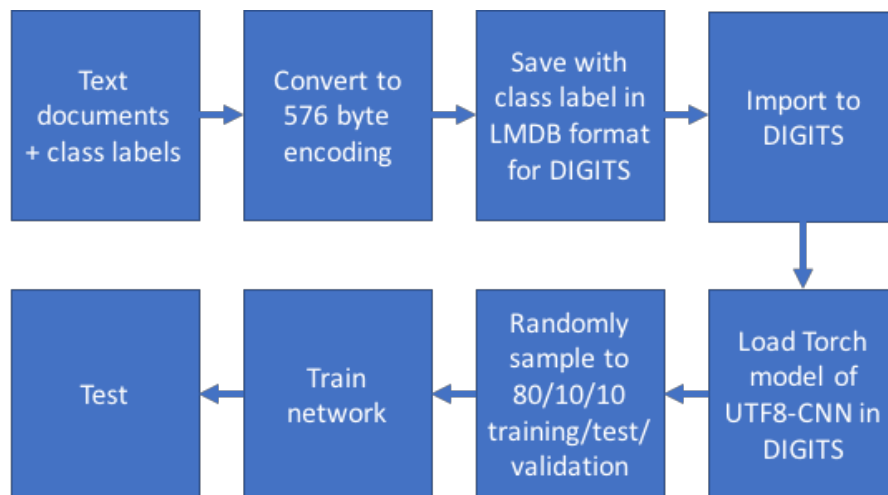 Text
documents
+ class labels
Convert to
576 byte
encoding
Save with
class label in
LMDB format
for DIGITS
Import to
DIGITS
Load Torch
model of
UTF8-CNN in
DIGITS
Randomly
sample to
80/10/10
training/test/
validation
Train
network
Test